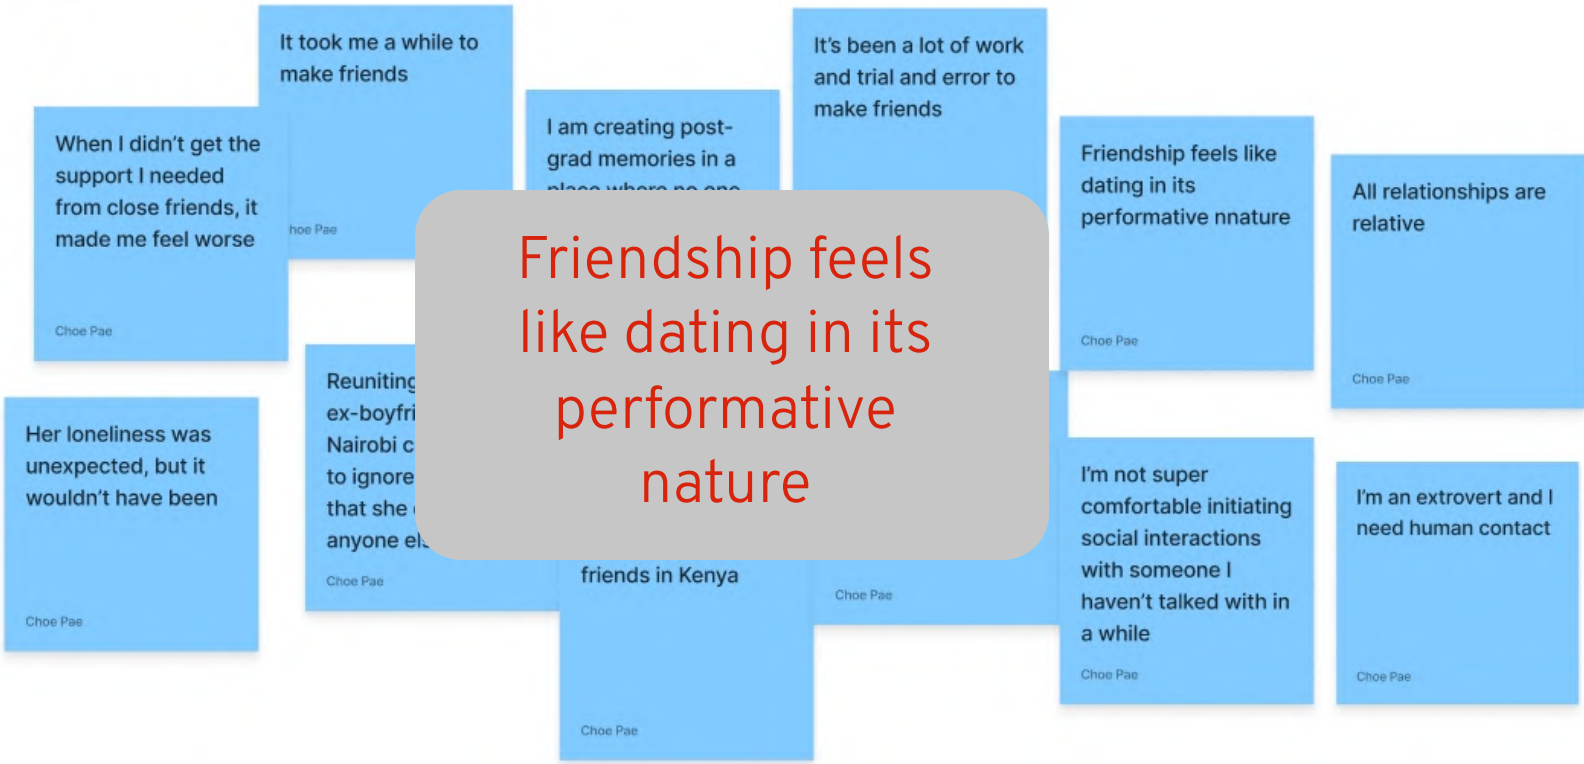 It took me a while to
make friends
hoe Pae
It's been a lot of work
and trial and error to
make friends
When I didn't get the
support I needed
from close friends, it
made me feel worse
Choe Pae
I am creating post-
grad memories in a
place where no one
Friendship feels like
dating in its
performative nnature
Choe Pae
All relationships are
relative
Choe Pae
Friendship feels
like dating in its
performative
nature
Her loneliness was
unexpected, but it
wouldn't have been
Choe Pae
Reuniting
ex-boyfri
Nairobi c
to ignore
that she
anyone els
Choe Pae
friends in Kenya
Choe Pae
Choe Pae
I'm not super
comfortable initiating
social interactions
with someone I
haven't talked with in
a while
Choe Pae
I'm an extrovert and I
need human contact
Choe Pae